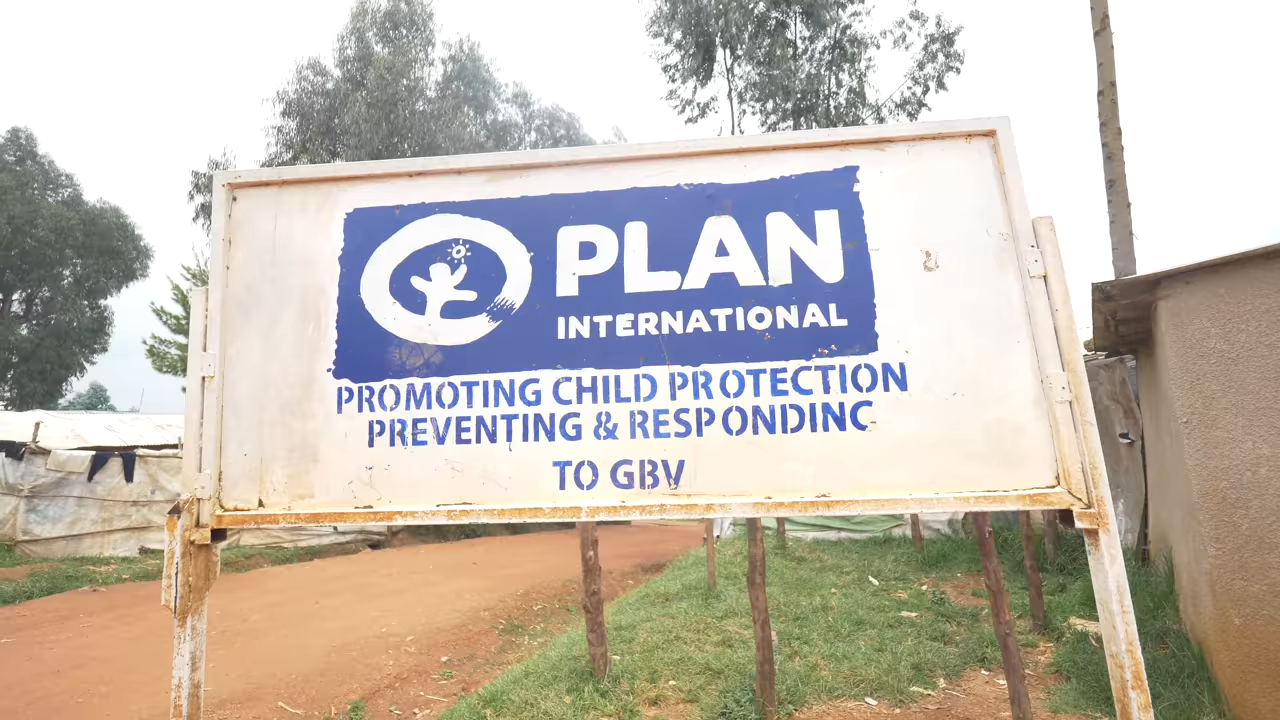 PLAN
INTERNATIONAL
PROMOTING CHILD PROTECTION
PREVENTING & RESPONDINC
TO GBV